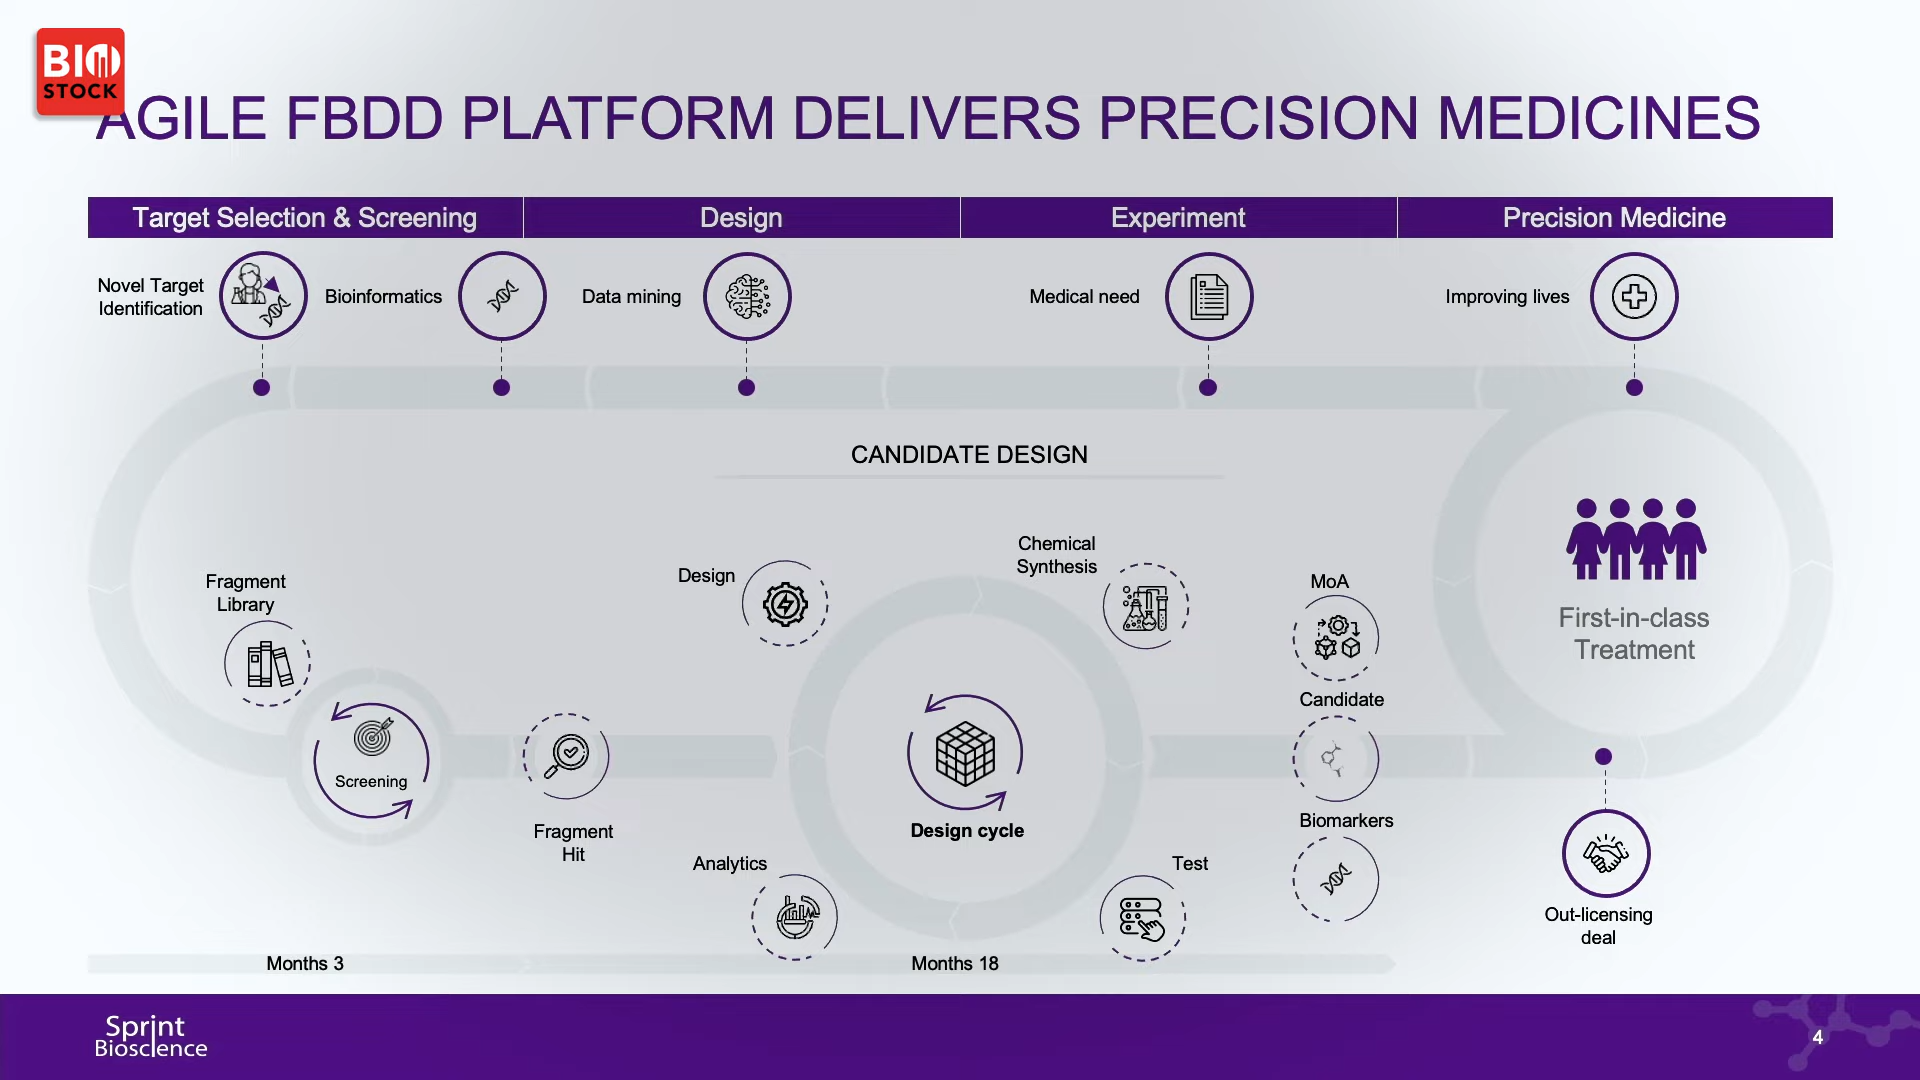 BIO
STOCK
AGILE FBDD PLATFORM DELIVERS PRECISION MEDICINES
Target Selection & Screening
Design
Experiment
Precision Medicine
Novel Target
Identification
Bioinformatics
Data mining
Medical need
Improving lives
CANDIDATE DESIGN
Fragment
Library
Screening
Fragment
Hit
Design
Chemical
Synthesis
Analytics
Design cycle
Test
MoA
Candidate
Biomarkers
First-in-class
Treatment
Out-licensing
deal
Months 3
Months 18
Sprint
Bioscience
4